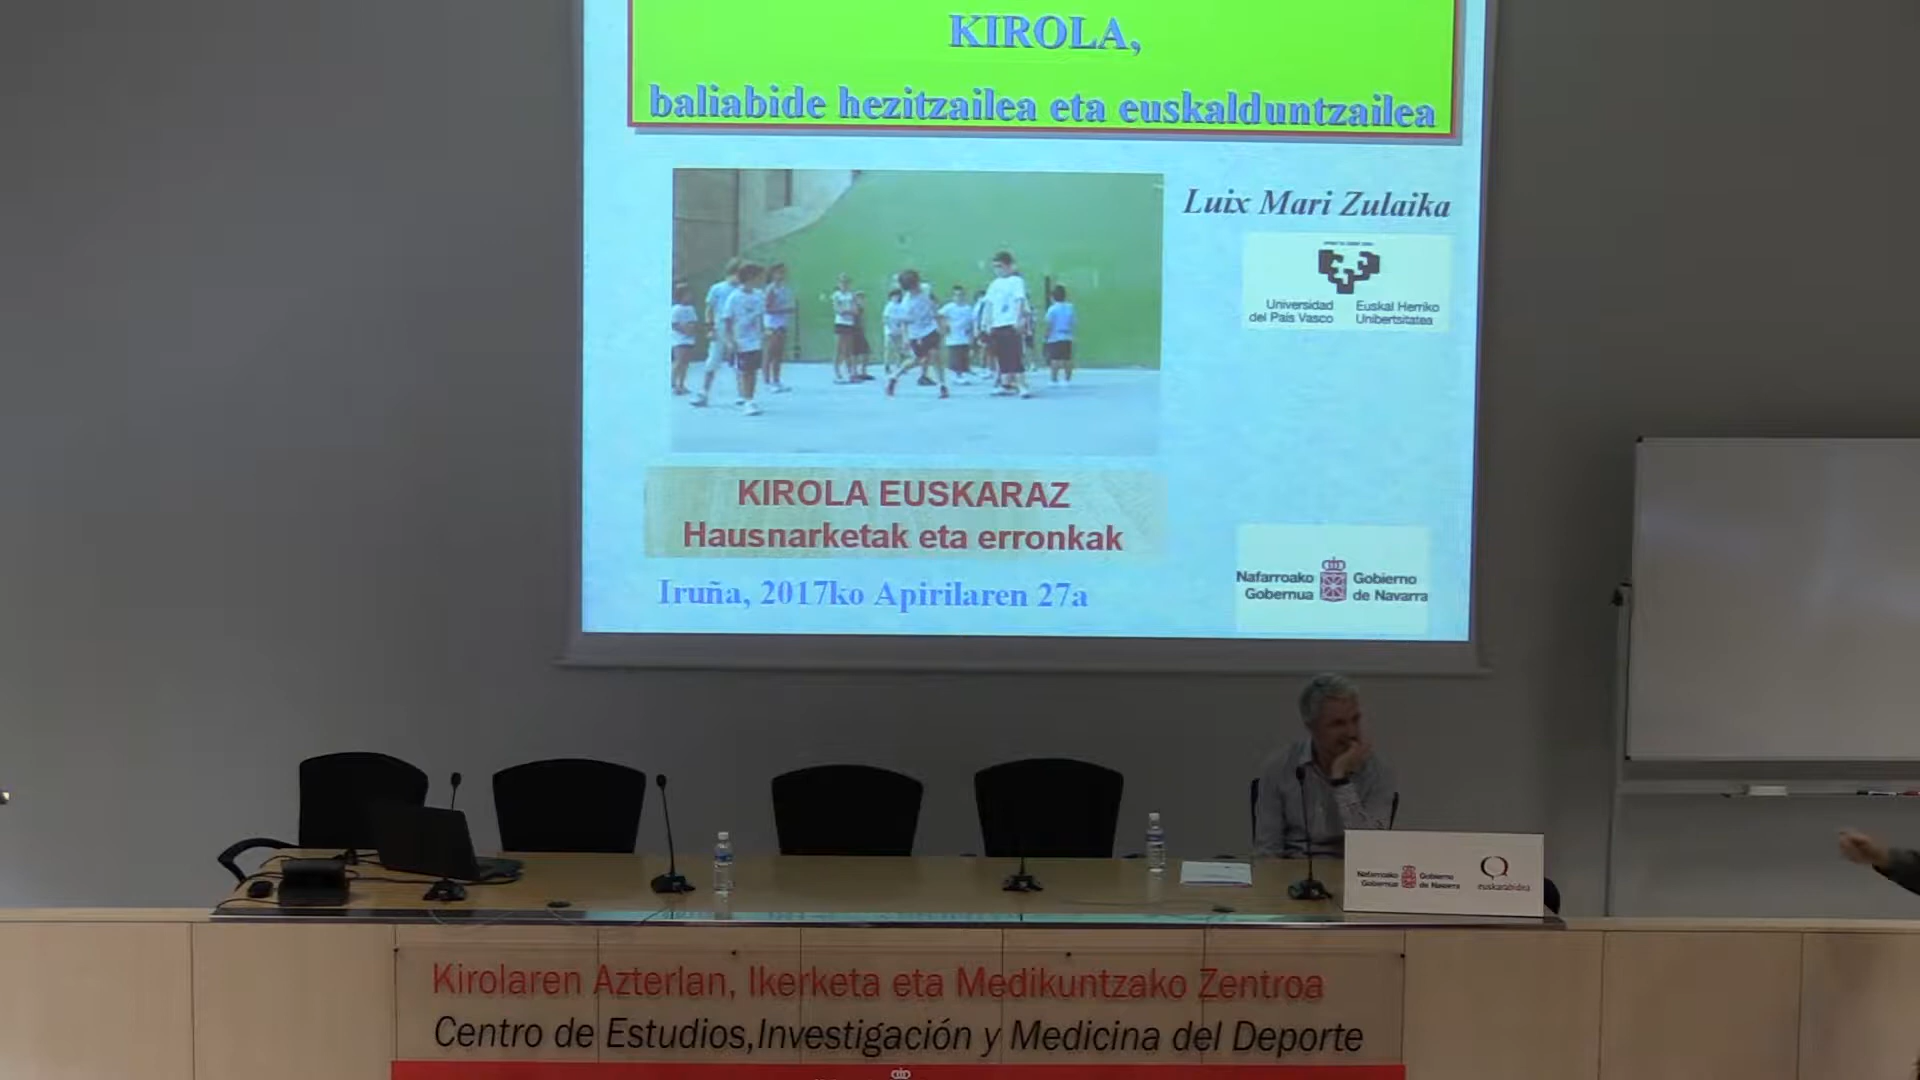 KIROLA,
baliabide hezitzailea eta euskalduntzailea
Luix Mari Zulaika
Universidad
del País Vasco
Euskal Herriko
Unibertsitatea
KIROLA EUSKARAZ
Hausnarketak eta erronkak
Iruña, 2017ko Apirilaren 27a
Nafarroako
Gobernua
Gobierno
de Navarra
Nafarroako
Gobernua
Gobierno
de Navarra
euskarabidea
Kirolaren Azterlan, Ikerketa eta Medikuntzako Zentroa
Centro de Estudios, Investigación y Medicina del Deporte